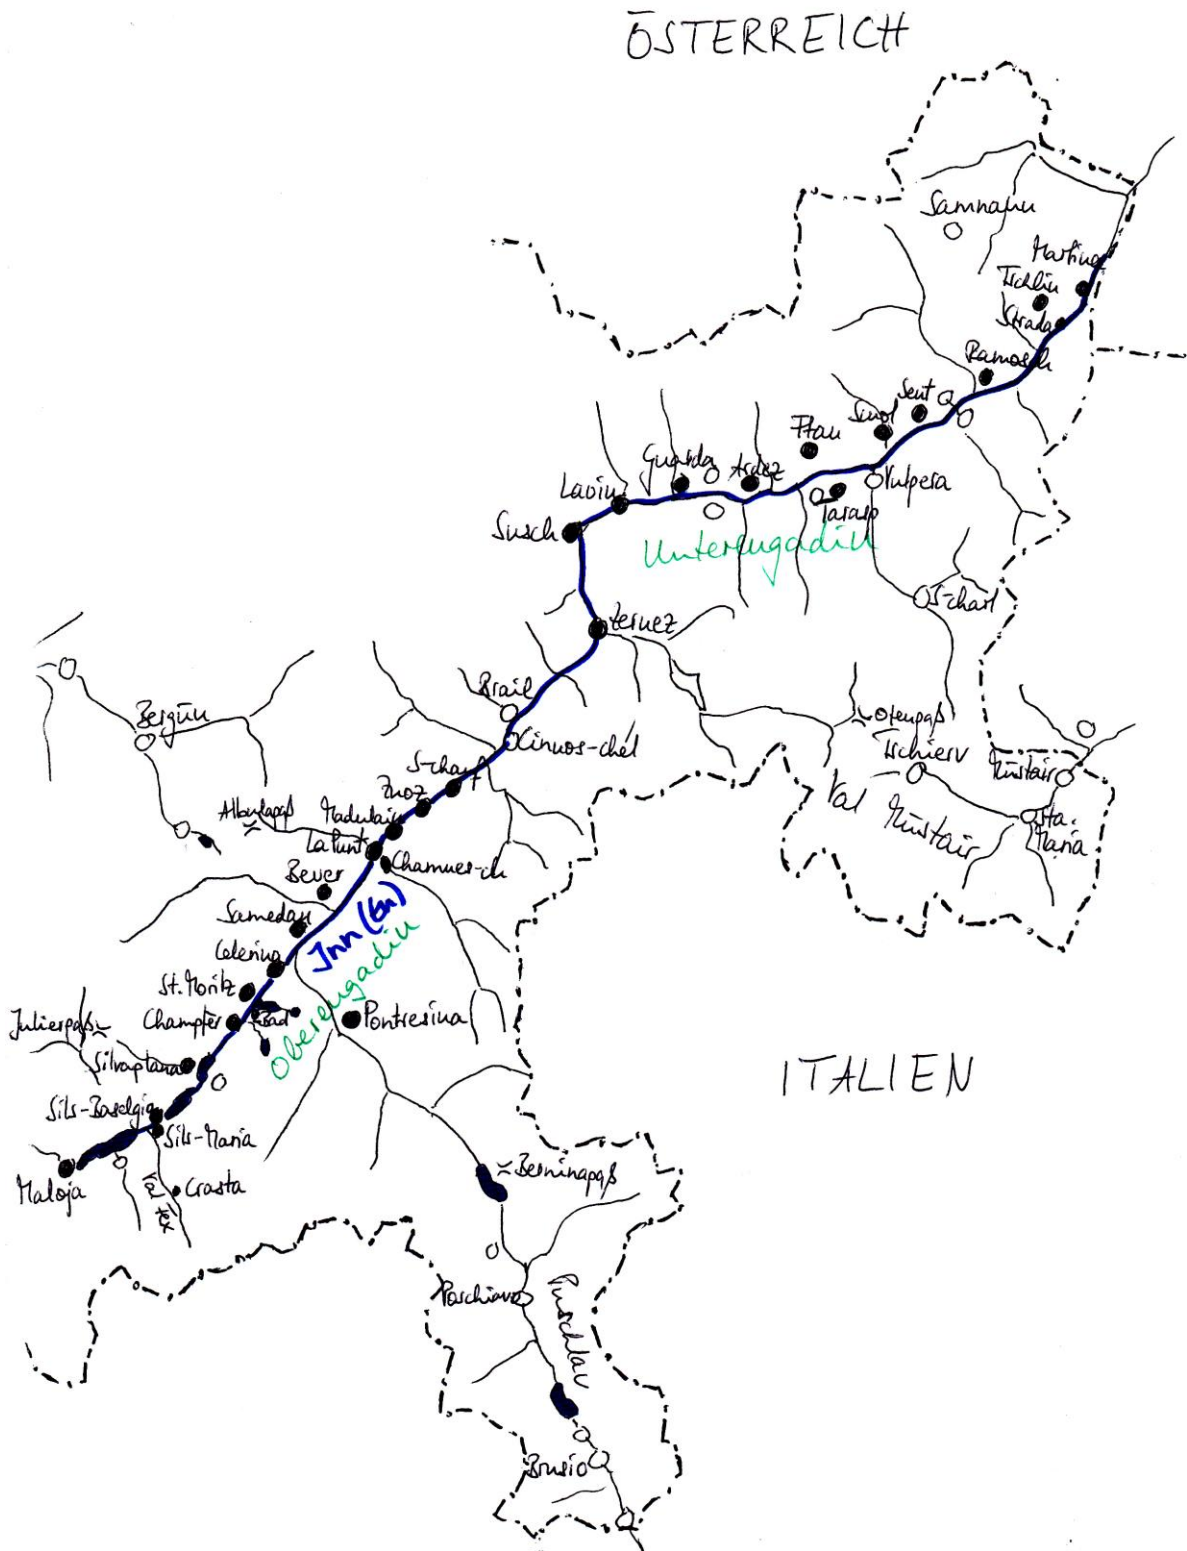 ÖSTERREICH
Samnaun
Martina
Tschlin
Strada
Ramosch
Sent
Scuol
Ftan
Guarda
Ardez
Vulpera
Lavin
Tarasp
Susch
Unterengadin
S-charl
Zernez
Brail
Bergün
Ofenpaß
Cinuos-chel
Tschierv
Müstair
S-chanf
Zuoz
Val Müstair
Albulapaß
Madulain
Sta.
Maria
La Punt
Chamues-ch
Bever
Samedan
Inn (En)
Celerina
Oberengadin
St. Moritz
Julierpaß
Champfèr
Bad
Pontresina
Silvaplana
ITALIEN
Sils-Baselgia
Sils-Maria
Berninapaß
Maloja
Val Fex
Crasta
Poschiavo
Puschlav
Brusio